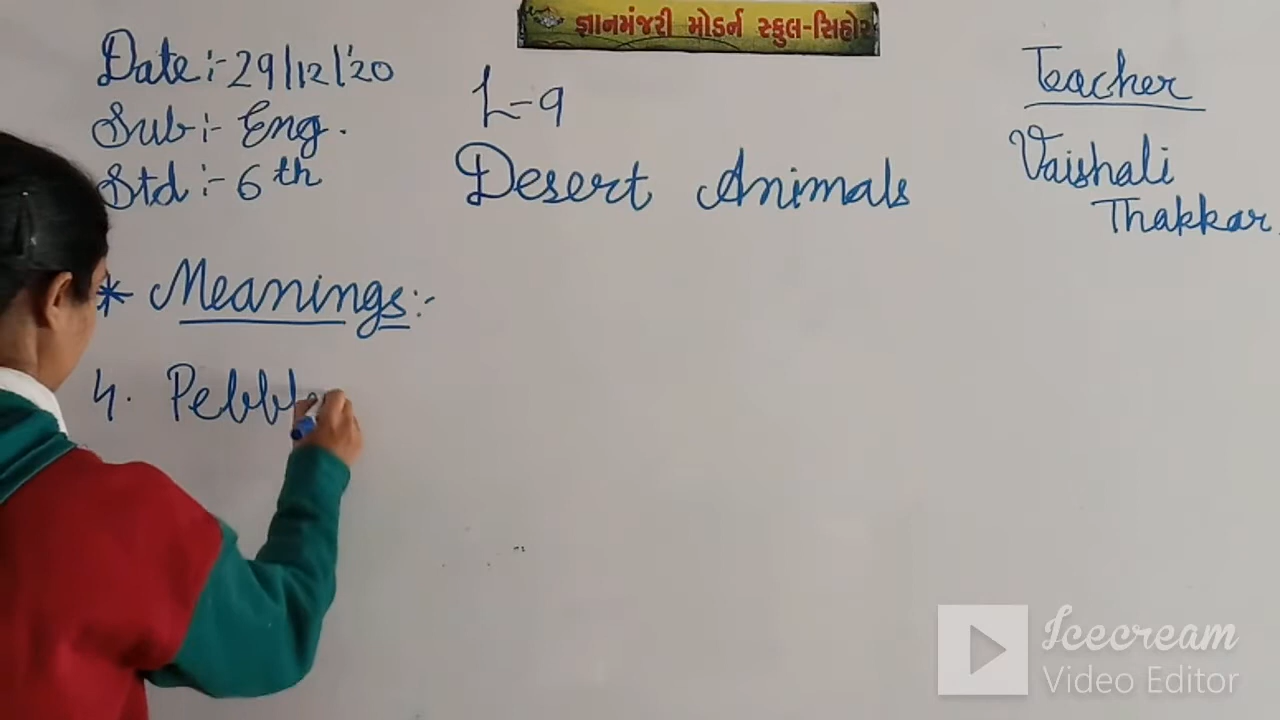 જ્ઞાનમંજરી મોડર્ન સ્કુલ-સિહોર
Date:-29/12/'20
Sub:- Eng.
Std:-6th
L-9
Desert Animals
Teacher
Vaishali
Thakkar.
* Meanings:-
4. Pebble
Icecream
Video Editor